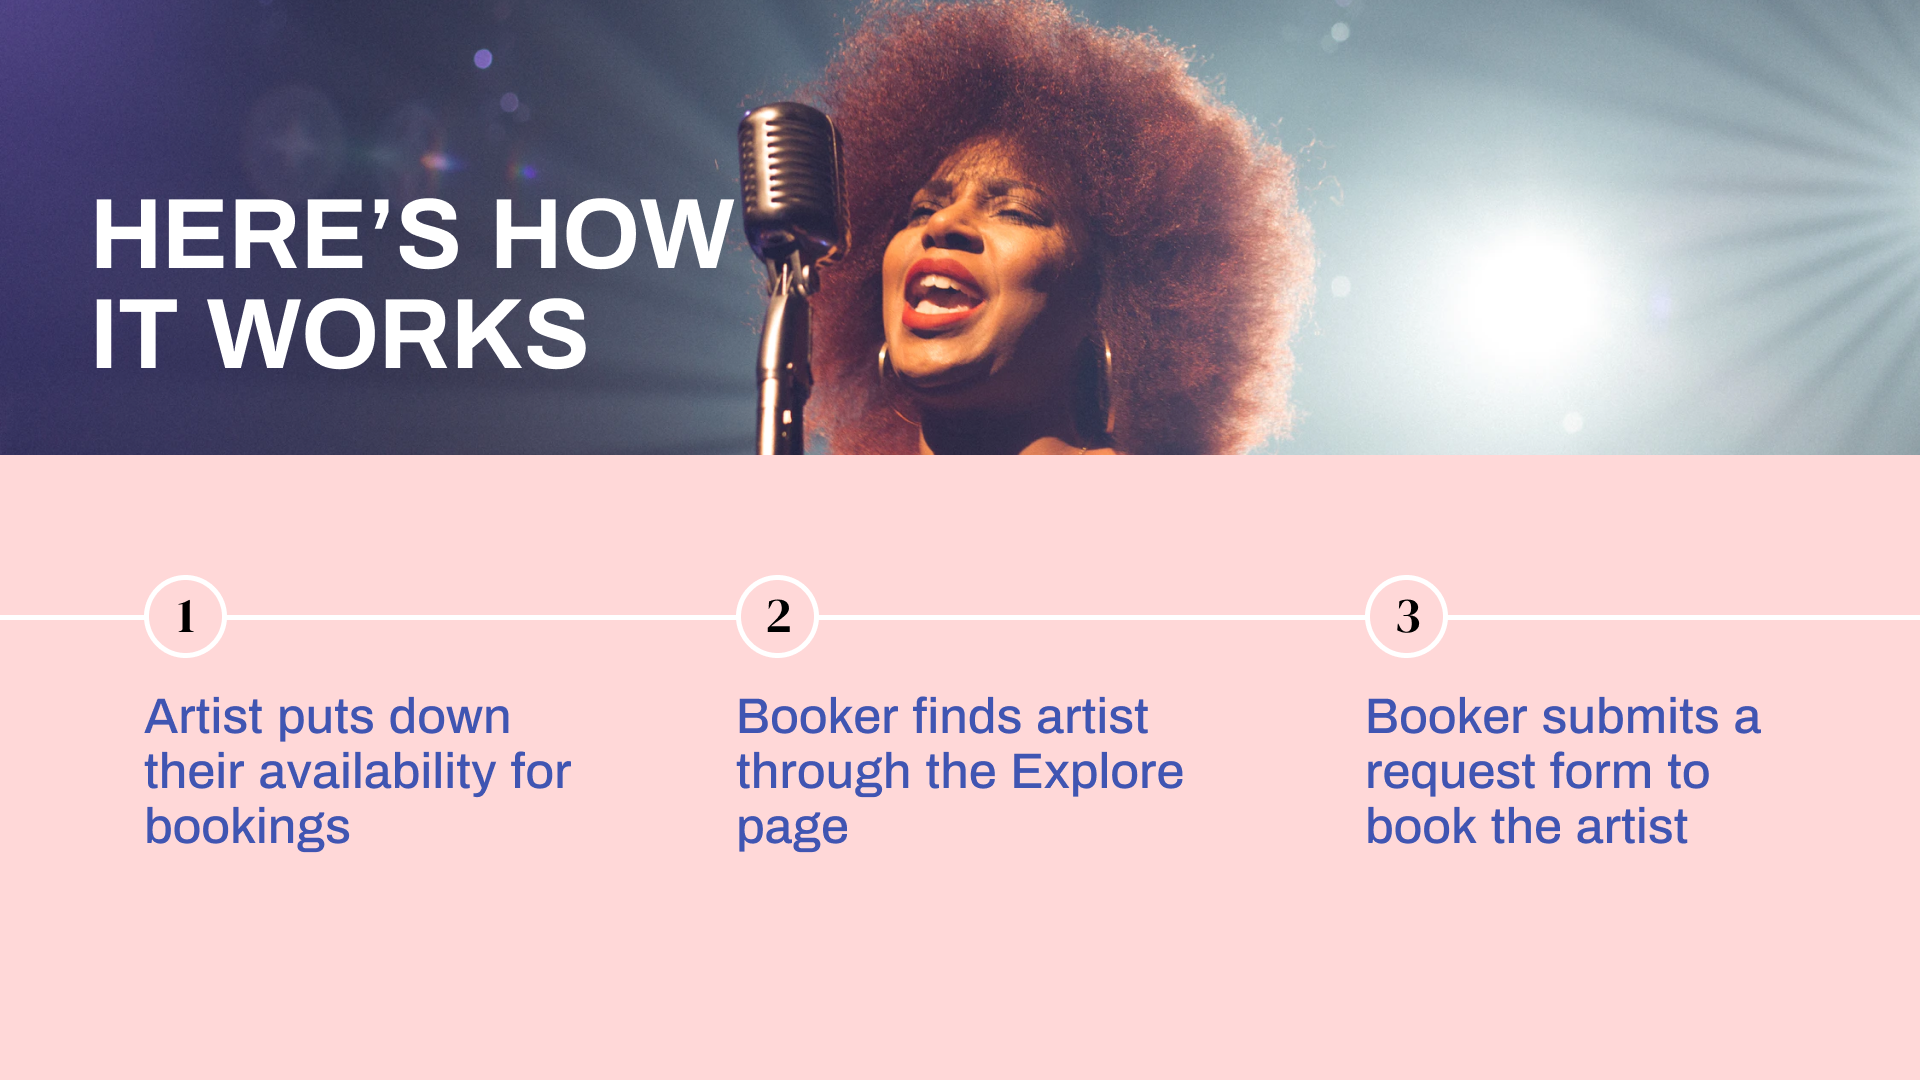 HERE’S HOW
IT WORKS
1
Artist puts down
their availability for
bookings
2
Booker finds artist
through the Explore
page
3
Booker submits a
request form to
book the artist